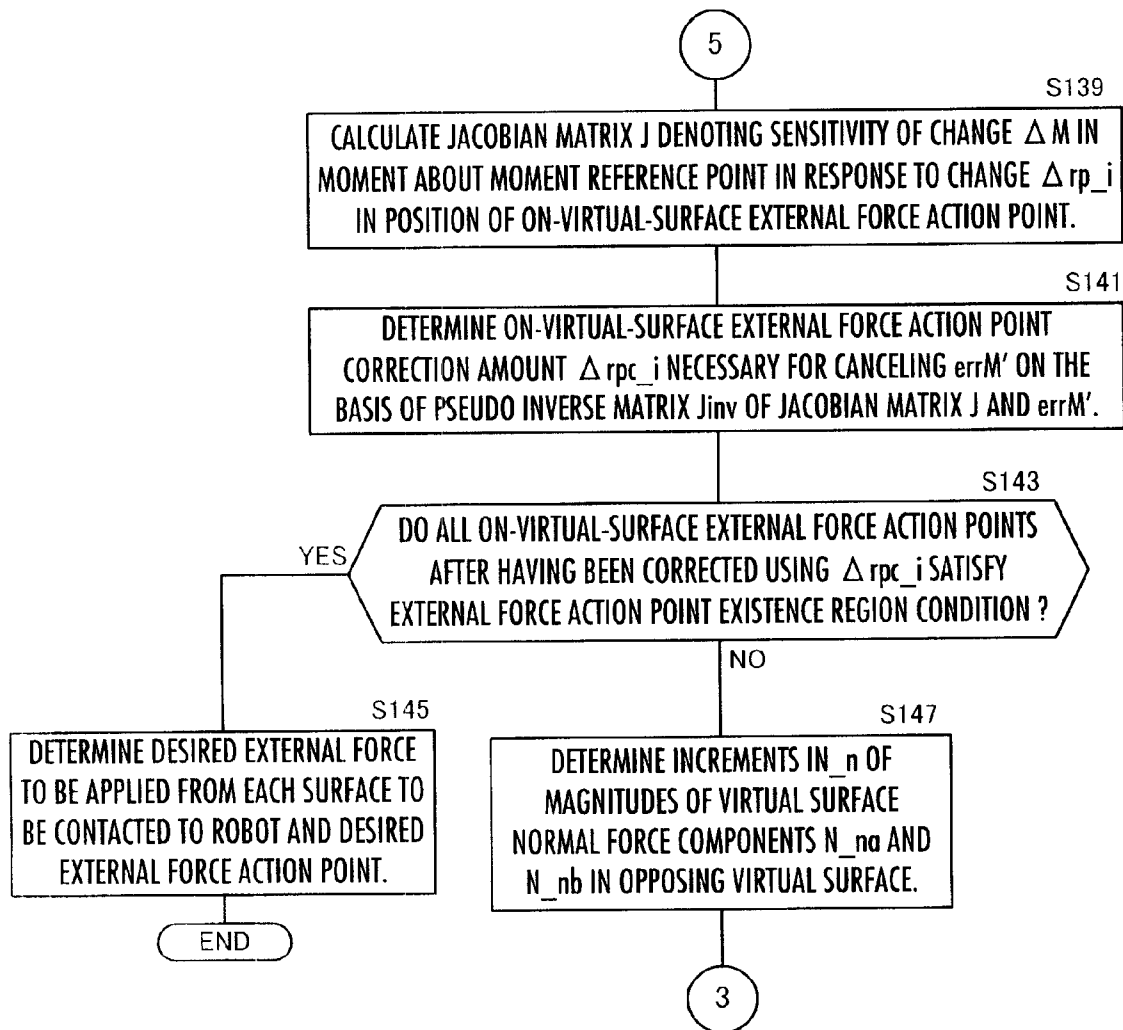 5
S139
CALCULATE JACOBIAN MATRIX J DENOTING SENSITIVITY OF CHANGE Δ M IN
MOMENT ABOUT MOMENT REFERENCE POINT IN RESPONSE TO CHANGE Δ rp_i
IN POSITION OF ON-VIRTUAL-SURFACE EXTERNAL FORCE ACTION POINT.
S141
DETERMINE ON-VIRTUAL-SURFACE EXTERNAL FORCE ACTION POINT
CORRECTION AMOUNT Δ rpc_i NECESSARY FOR CANCELING errM' ON THE
BASIS OF PSEUDO INVERSE MATRIX Jinv OF JACOBIAN MATRIX J AND errM'.
S143
DO ALL ON-VIRTUAL-SURFACE EXTERNAL FORCE ACTION POINTS
AFTER HAVING BEEN CORRECTED USING Δ rpc_i SATISFY
EXTERNAL FORCE ACTION POINT EXISTENCE REGION CONDITION ?
YES
NO
S145
DETERMINE DESIRED EXTERNAL FORCE
TO BE APPLIED FROM EACH SURFACE TO
BE CONTACTED TO ROBOT AND DESIRED
EXTERNAL FORCE ACTION POINT.
END
S147
DETERMINE INCREMENTS IN_n OF
MAGNITUDES OF VIRTUAL SURFACE
NORMAL FORCE COMPONENTS N_na AND
N_nb IN OPPOSING VIRTUAL SURFACE.
3